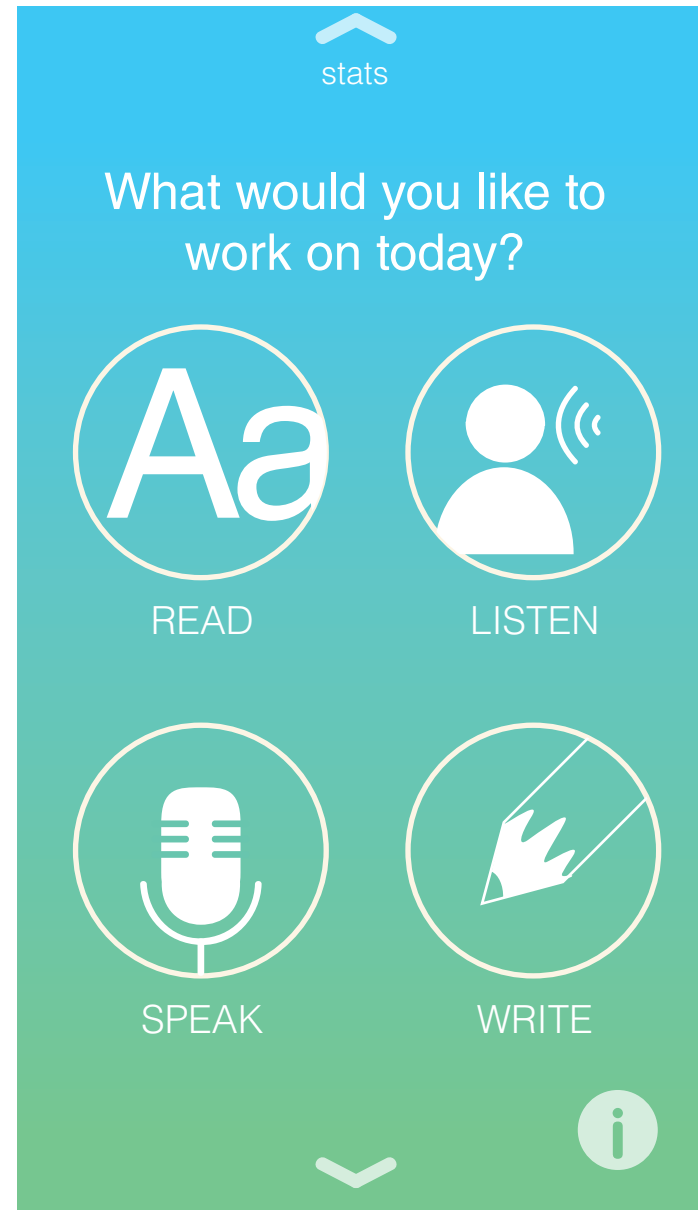 stats
What would you like to
work on today?
Aa
READ
LISTEN
SPEAK
WRITE
i